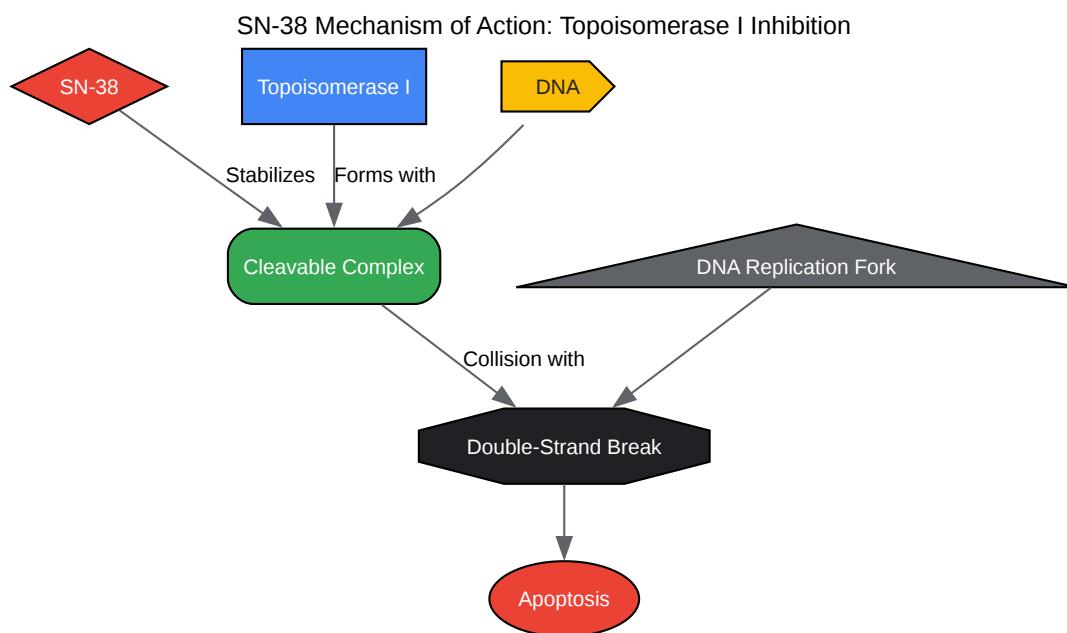 SN-38 Mechanism of Action: Topoisomerase I Inhibition
SN-38
Topoisomerase I
DNA
Stabilizes
Forms with
Cleavable Complex
DNA Replication Fork
Collision with
Double-Strand Break
Apoptosis